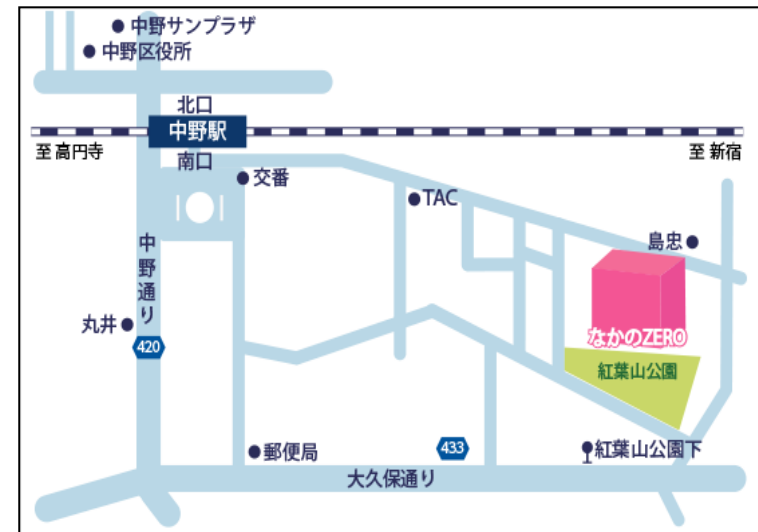 中野サンプラザ
中野区役所
北口
中野駅
至高円寺
至 新宿
南口
交番
TAC
島忠
中野通り
丸井
420
なかのZERO
紅葉山公園
郵便局
433
紅葉山公園下
大久保通り